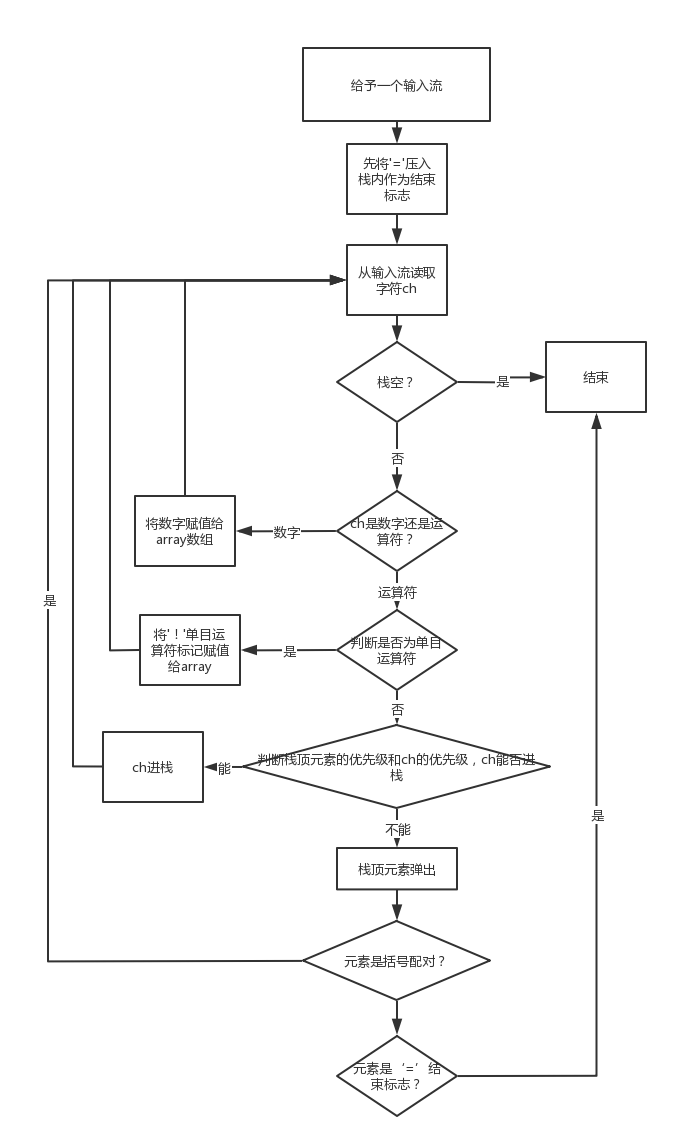 给予一个输入流
先将'='压入
栈内作为结束
标志
从输入流读取
字符ch
栈空？
是
结束
否
ch是数字还是运
算符？
数字
将数字赋值给
array数组
运算符
是
判断是否为单目
运算符
是
将'！'单目运
算符标记赋值
给array
否
判断栈顶元素的优先级和ch的优先级，ch能否进
栈
能
ch进栈
不能
是
栈顶元素弹出
元素是括号配对？
元素是‘=’结
束标志？